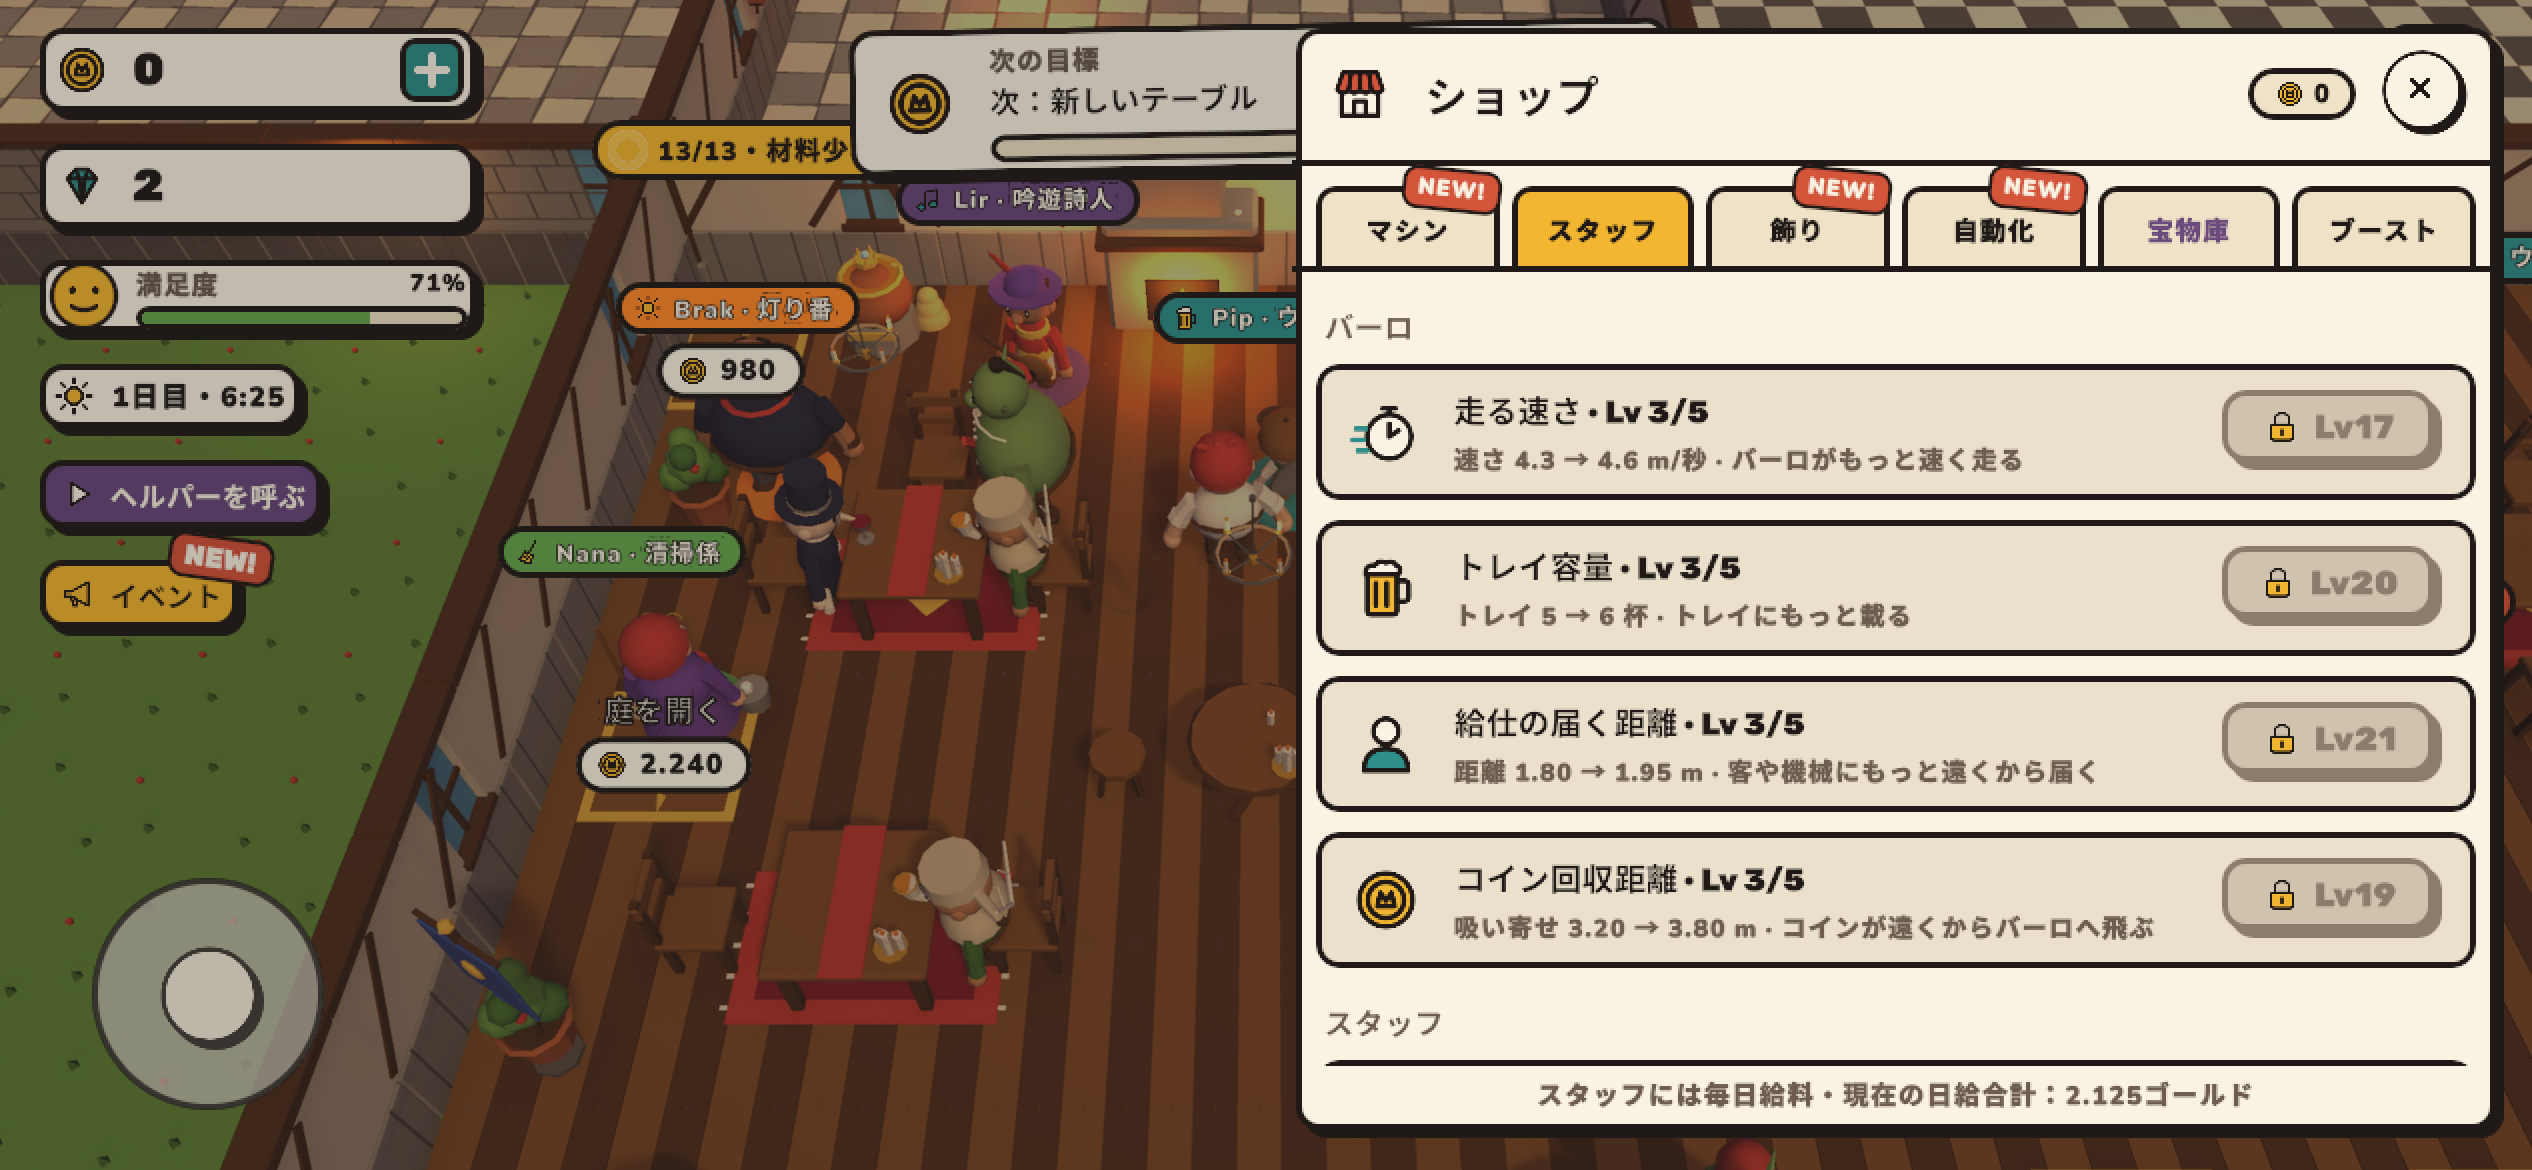 0
2
満足度
71%
1日目・6:25
ヘルパーを呼ぶ
NEW!
イベント
次の目標
次：新しいテーブル
13/13・材料少
Lir・吟遊詩人
Brak・灯り番
980
Pip・ウ
Nana・清掃係
庭を開く
2.240
ショップ
0
NEW!
NEW!
NEW!
マシン
スタッフ
飾り
自動化
宝物庫
ブースト
ウ
バーロ
走る速さ・Lv 3/5
速さ 4.3 → 4.6 m/秒・バーロがもっと速く走る
Lv17
トレイ容量・Lv 3/5
トレイ 5 → 6 杯・トレイにもっと載る
Lv20
給仕の届く距離・Lv 3/5
距離 1.80 → 1.95 m・客や機械にもっと遠くから届く
Lv21
コイン回収距離・Lv 3/5
吸い寄せ 3.20 → 3.80 m・コインが遠くからバーロへ飛ぶ
Lv19
スタッフ
スタッフには毎日給料・現在の日給合計：2.125ゴールド